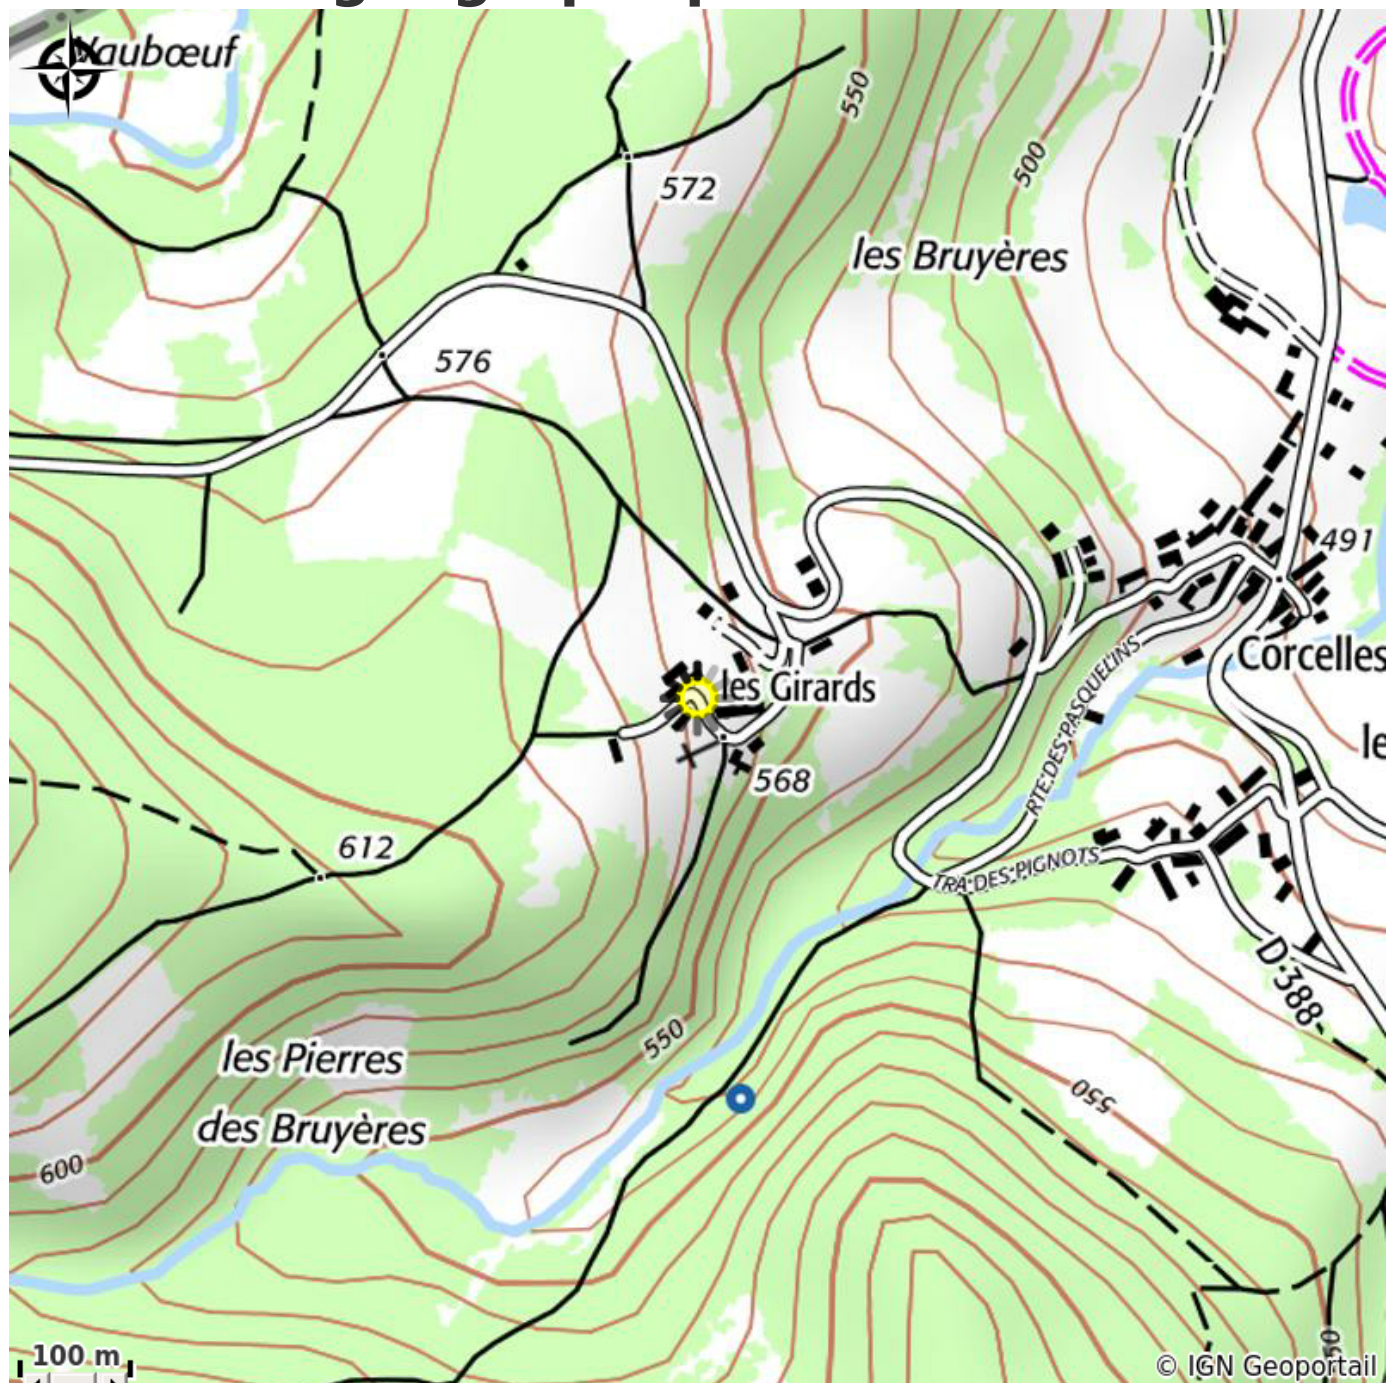 Vaubœuf
550
500
572
les Bruyères
576
491
Corcelles
les Girards
RTE DES PASQUELINS
le
568
612
TRA DES PIGNOTS
D 388
les Pierres
des Bruyères
550
550
600
100 m
© IGN Geoportail